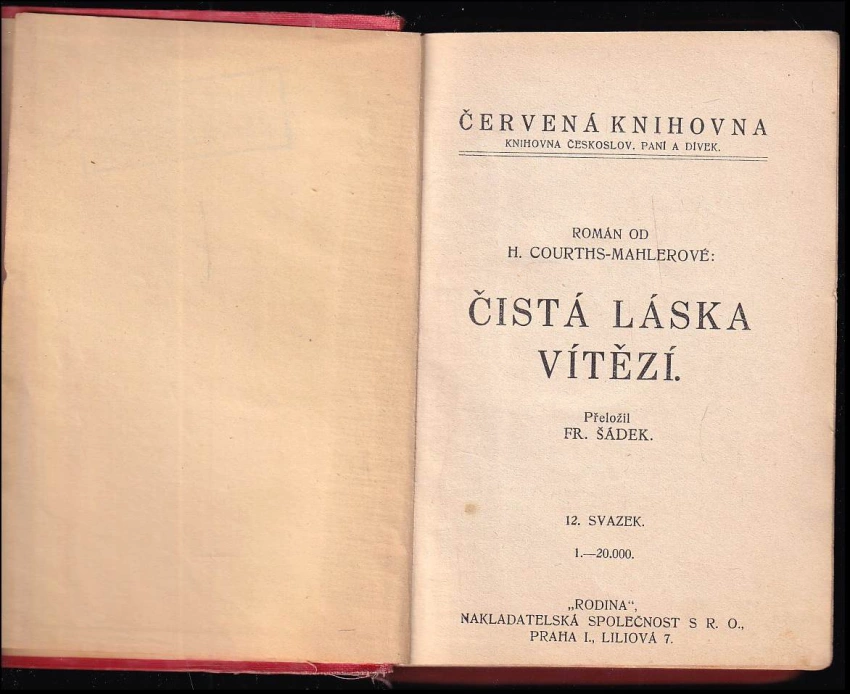 ČERVENÁ KNIHOVNA
KNIHOVNA ČESKOSLOV. PANÍ A DÍVEK.
ROMÁN OD
H. COURTHS-MAHLEROVÉ:
ČISTÁ LÁSKA
VÍTĚZÍ.
Přeložil
FR. ŠÁDEK.
12. SVAZEK.
1.—20.000.
„RODINA“,
NAKLADATELSKÁ SPOLEČNOST S R. O.,
PRAHA I., LILIOVÁ 7.